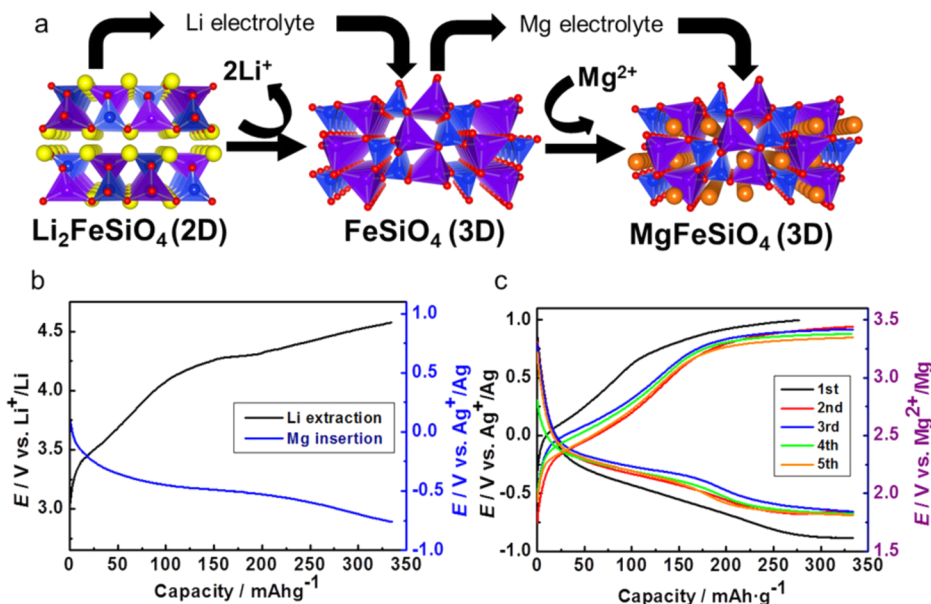 a
Li electrolyte
Mg electrolyte
2Li⁺
Mg²⁺
Li₂FeSiO₄ (2D)
FeSiO₄ (3D)
MgFeSiO₄ (3D)
b
E / V vs. Li⁺/Li
4.5
4.0
3.5
3.0
1.0
0.5
0.0
-0.5
-1.0
E / V vs. Ag⁺/Ag
Li extraction
Mg insertion
0 50 100 150 200 250 300 350
Capacity / mAhg⁻¹
c
E / V vs. Ag⁺/Ag
1.0
0.5
0.0
-0.5
-1.0
3.5
3.0
2.5
2.0
1.5
E / V vs. Mg²⁺/Mg
1st
2nd
3rd
4th
5th
0 50 100 150 200 250 300 350
Capacity / mAh·g⁻¹